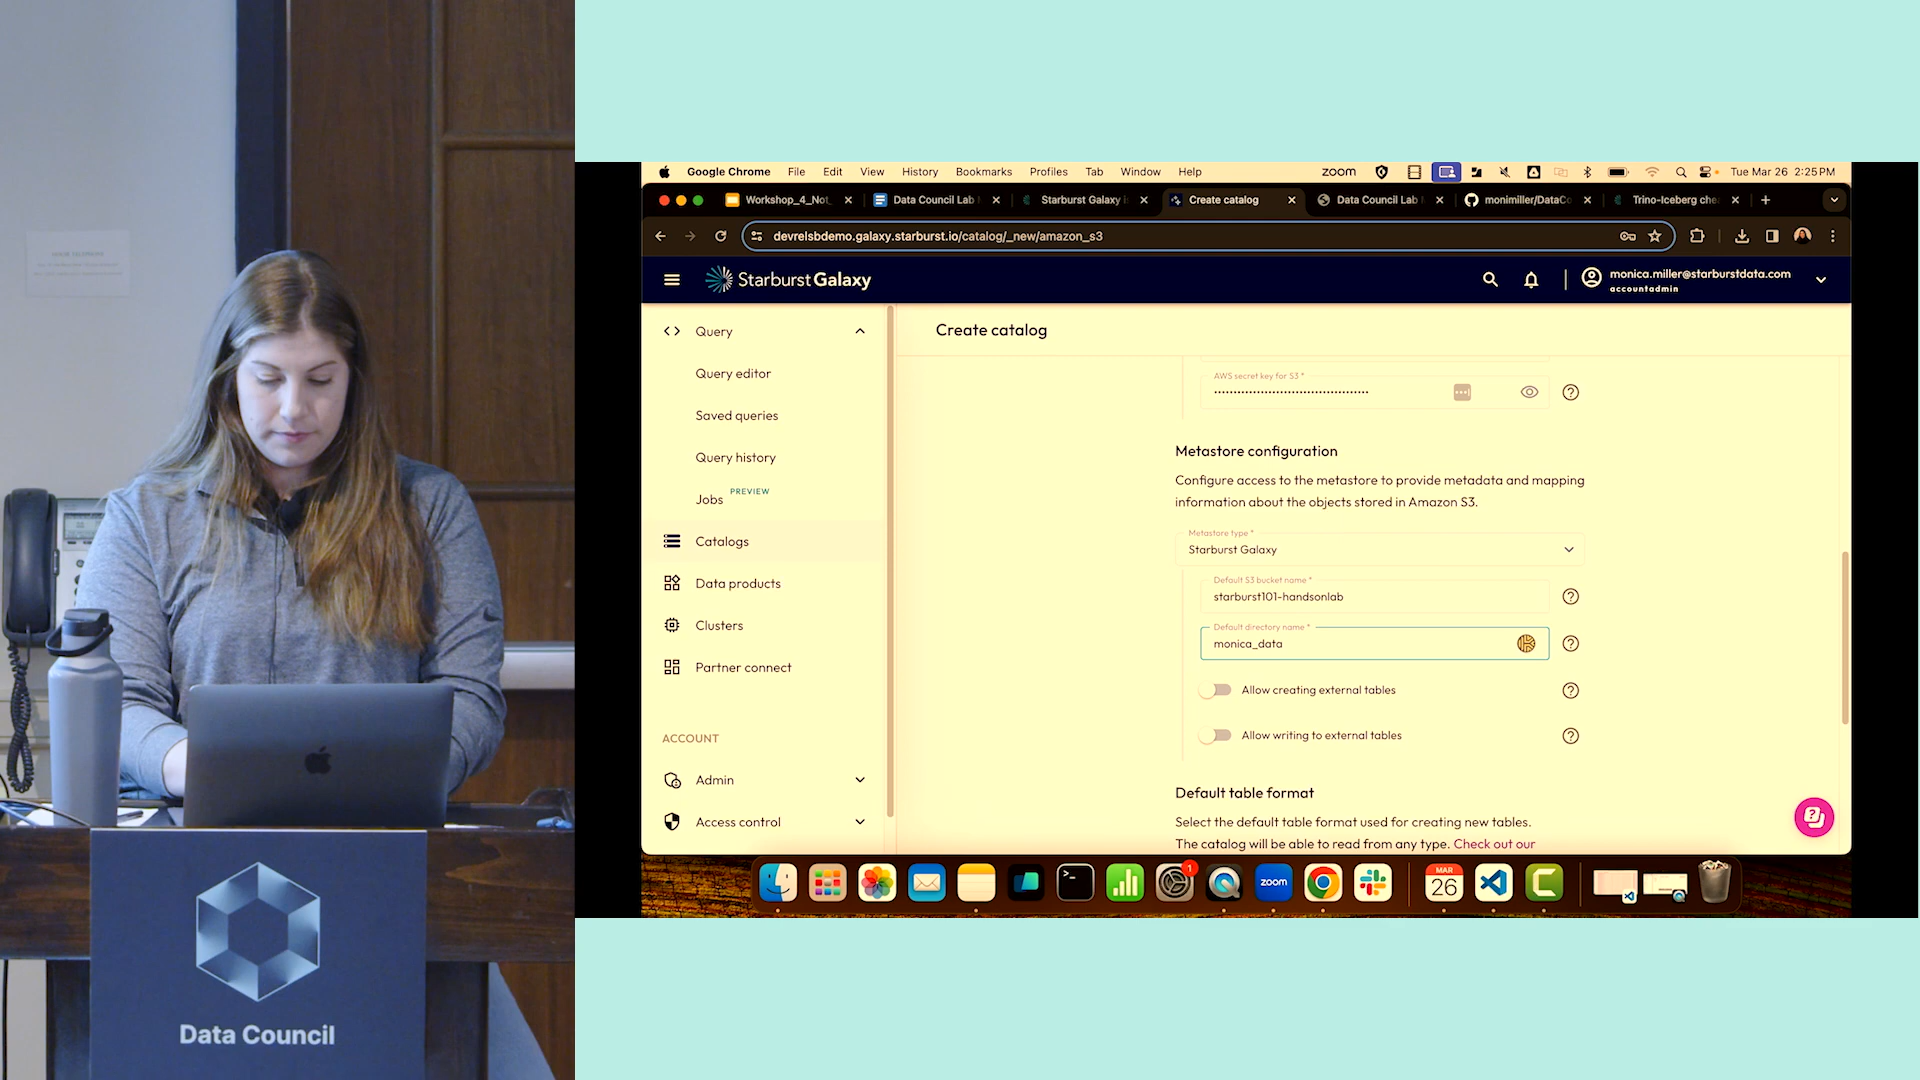 Google Chrome File Edit View History Bookmarks Profiles Tab Window Help
zoom Tue Mar 26 2:25 PM
Workshop_4_Not
Data Council Lab
Starburst Galaxy
Create catalog
Data Council Lab
monimiller/DataCo
Trino-Iceberg che
devrelsbdemo.galaxy.starburst.io/catalog/_new/amazon_s3
Starburst Galaxy
monica.miller@starburstdata.com
accountadmin
Query
Query editor
Saved queries
Query history
Jobs PREVIEW
Catalogs
Data products
Clusters
Partner connect
ACCOUNT
Admin
Access control
Create catalog
AWS secret key for S3 *
Metastore configuration
Configure access to the metastore to provide metadata and mapping
information about the objects stored in Amazon S3.
Metastore type *
Starburst Galaxy
Default S3 bucket name *
starburst101-handsonlab
Default directory name *
monica_data
Allow creating external tables
Allow writing to external tables
Default table format
Select the default table format used for creating new tables.
The catalog will be able to read from any type. Check out our
1
zoom
MAR
26
Data Council